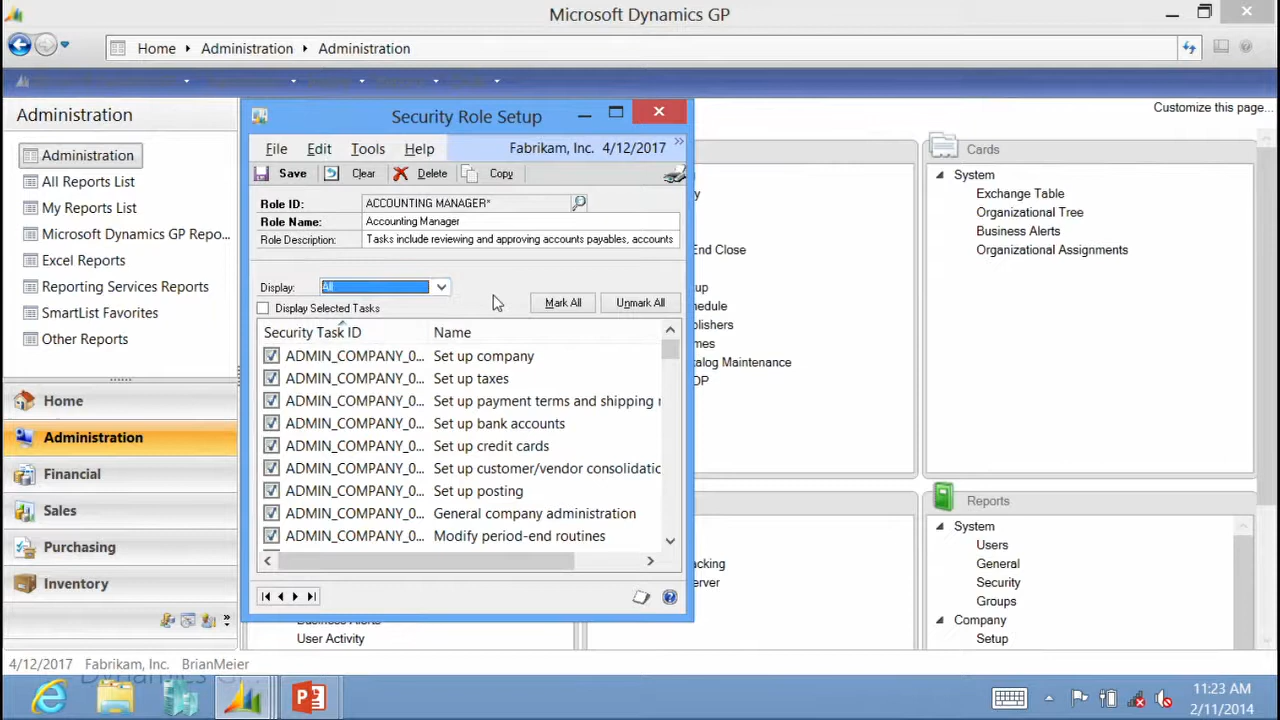 Microsoft Dynamics GP
Home Administration Administration
Administration
Customize this page...
Administration
All Reports List
My Reports List
Microsoft Dynamics GP Repo...
Excel Reports
Reporting Services Reports
SmartList Favorites
Other Reports
Home
Administration
Financial
Sales
Purchasing
Inventory
Security Role Setup
File Edit Tools Help Fabrikam, Inc. 4/12/2017
Save Clear Delete Copy
Role ID: ACCOUNTING MANAGER*
Role Name: Accounting Manager
Role Description: Tasks include reviewing and approving accounts payables, accounts
Display: All
Display Selected Tasks Mark All Unmark All
Security Task ID Name
ADMIN_COMPANY_0... Set up company
ADMIN_COMPANY_0... Set up taxes
ADMIN_COMPANY_0... Set up payment terms and shipping
ADMIN_COMPANY_0... Set up bank accounts
ADMIN_COMPANY_0... Set up credit cards
ADMIN_COMPANY_0... Set up customer/vendor consolidatio
ADMIN_COMPANY_0... Set up posting
ADMIN_COMPANY_0... General company administration
ADMIN_COMPANY_0... Modify period-end routines
End Close
up
edule
blishers
mes
talog Maintenance
OP
acking
erver
Business Alerts
User Activity
Cards
System
Exchange Table
Organizational Tree
Business Alerts
Organizational Assignments
Reports
System
Users
General
Security
Groups
Company
Setup
4/12/2017 Fabrikam, Inc. BrianMeier
Dynamics GP
11:23 AM
2/11/2014